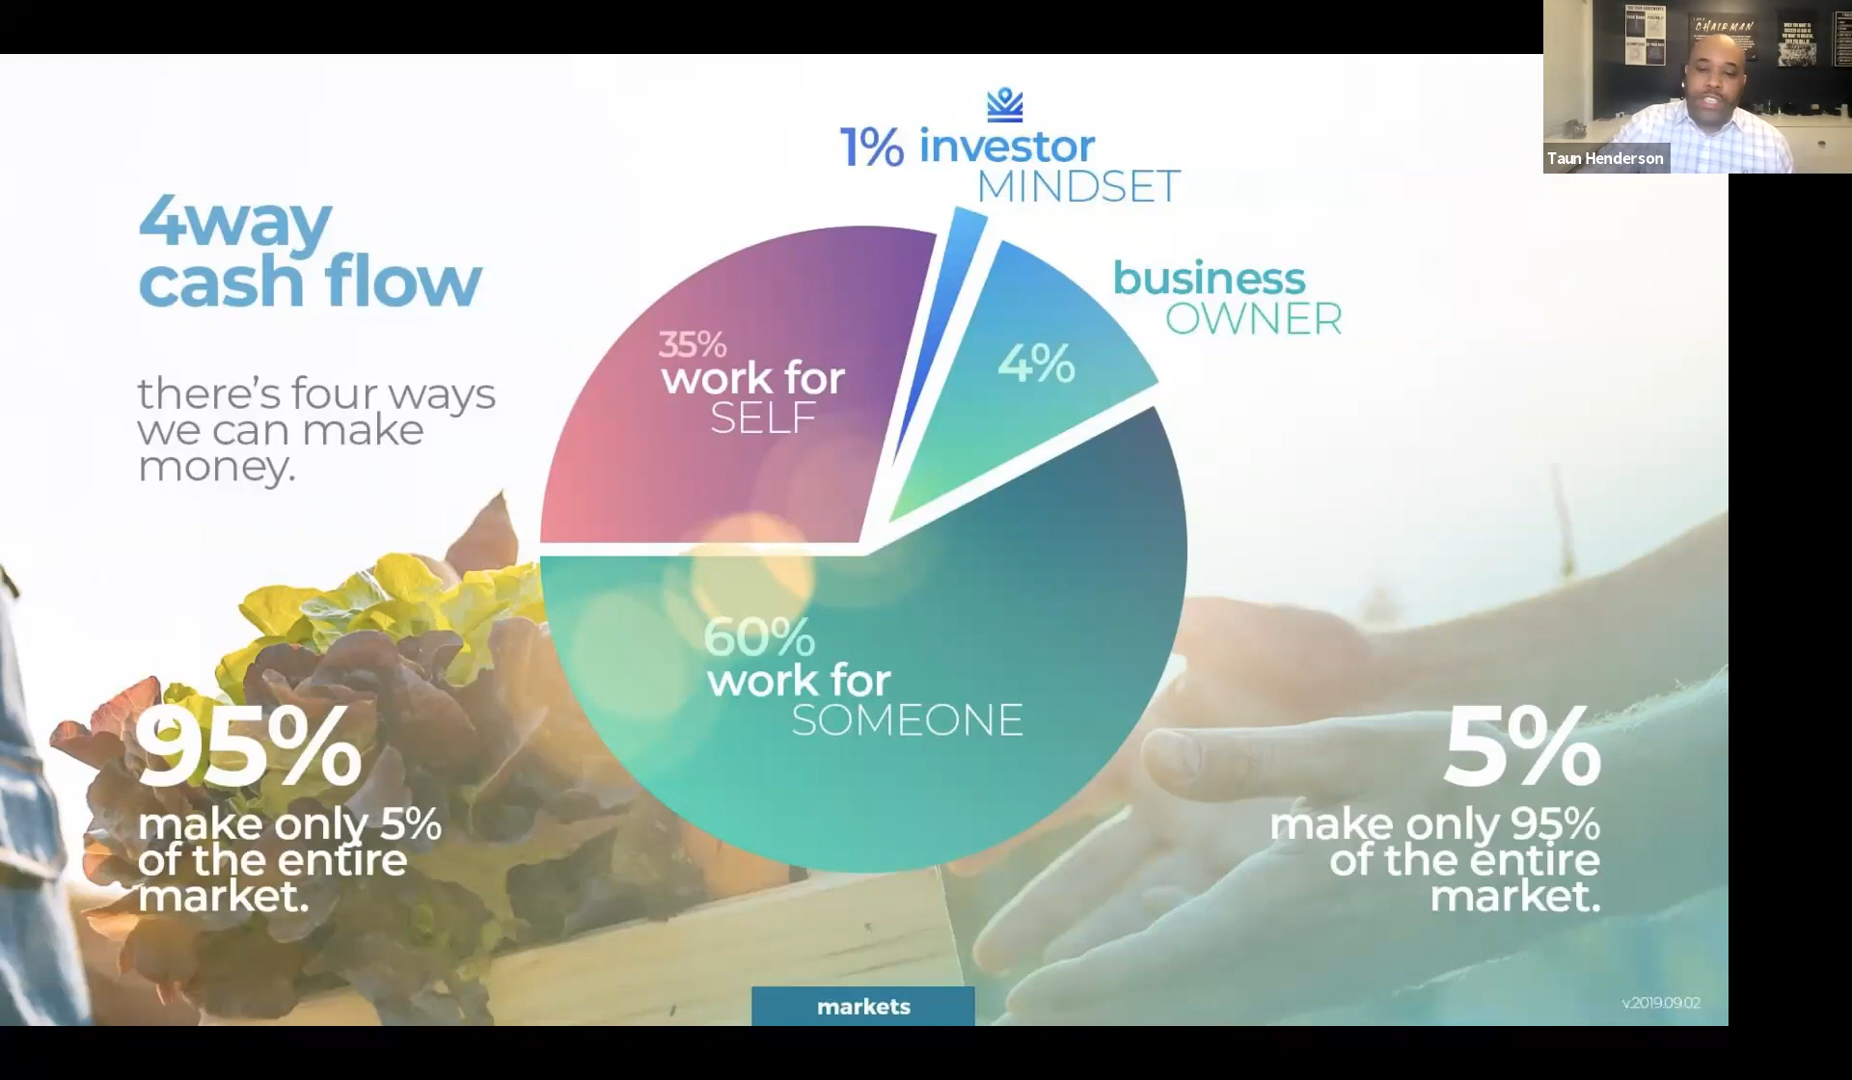 CHAIRMAN
Taun Henderson
1% investor
MINDSET
4way
cash flow
there's four ways
we can make
money.
business
OWNER
35%
work for
SELF
4%
60%
work for
SOMEONE
95%
make only 5%
of the entire
market.
5%
make only 95%
of the entire
market.
markets
v.2019.09.02